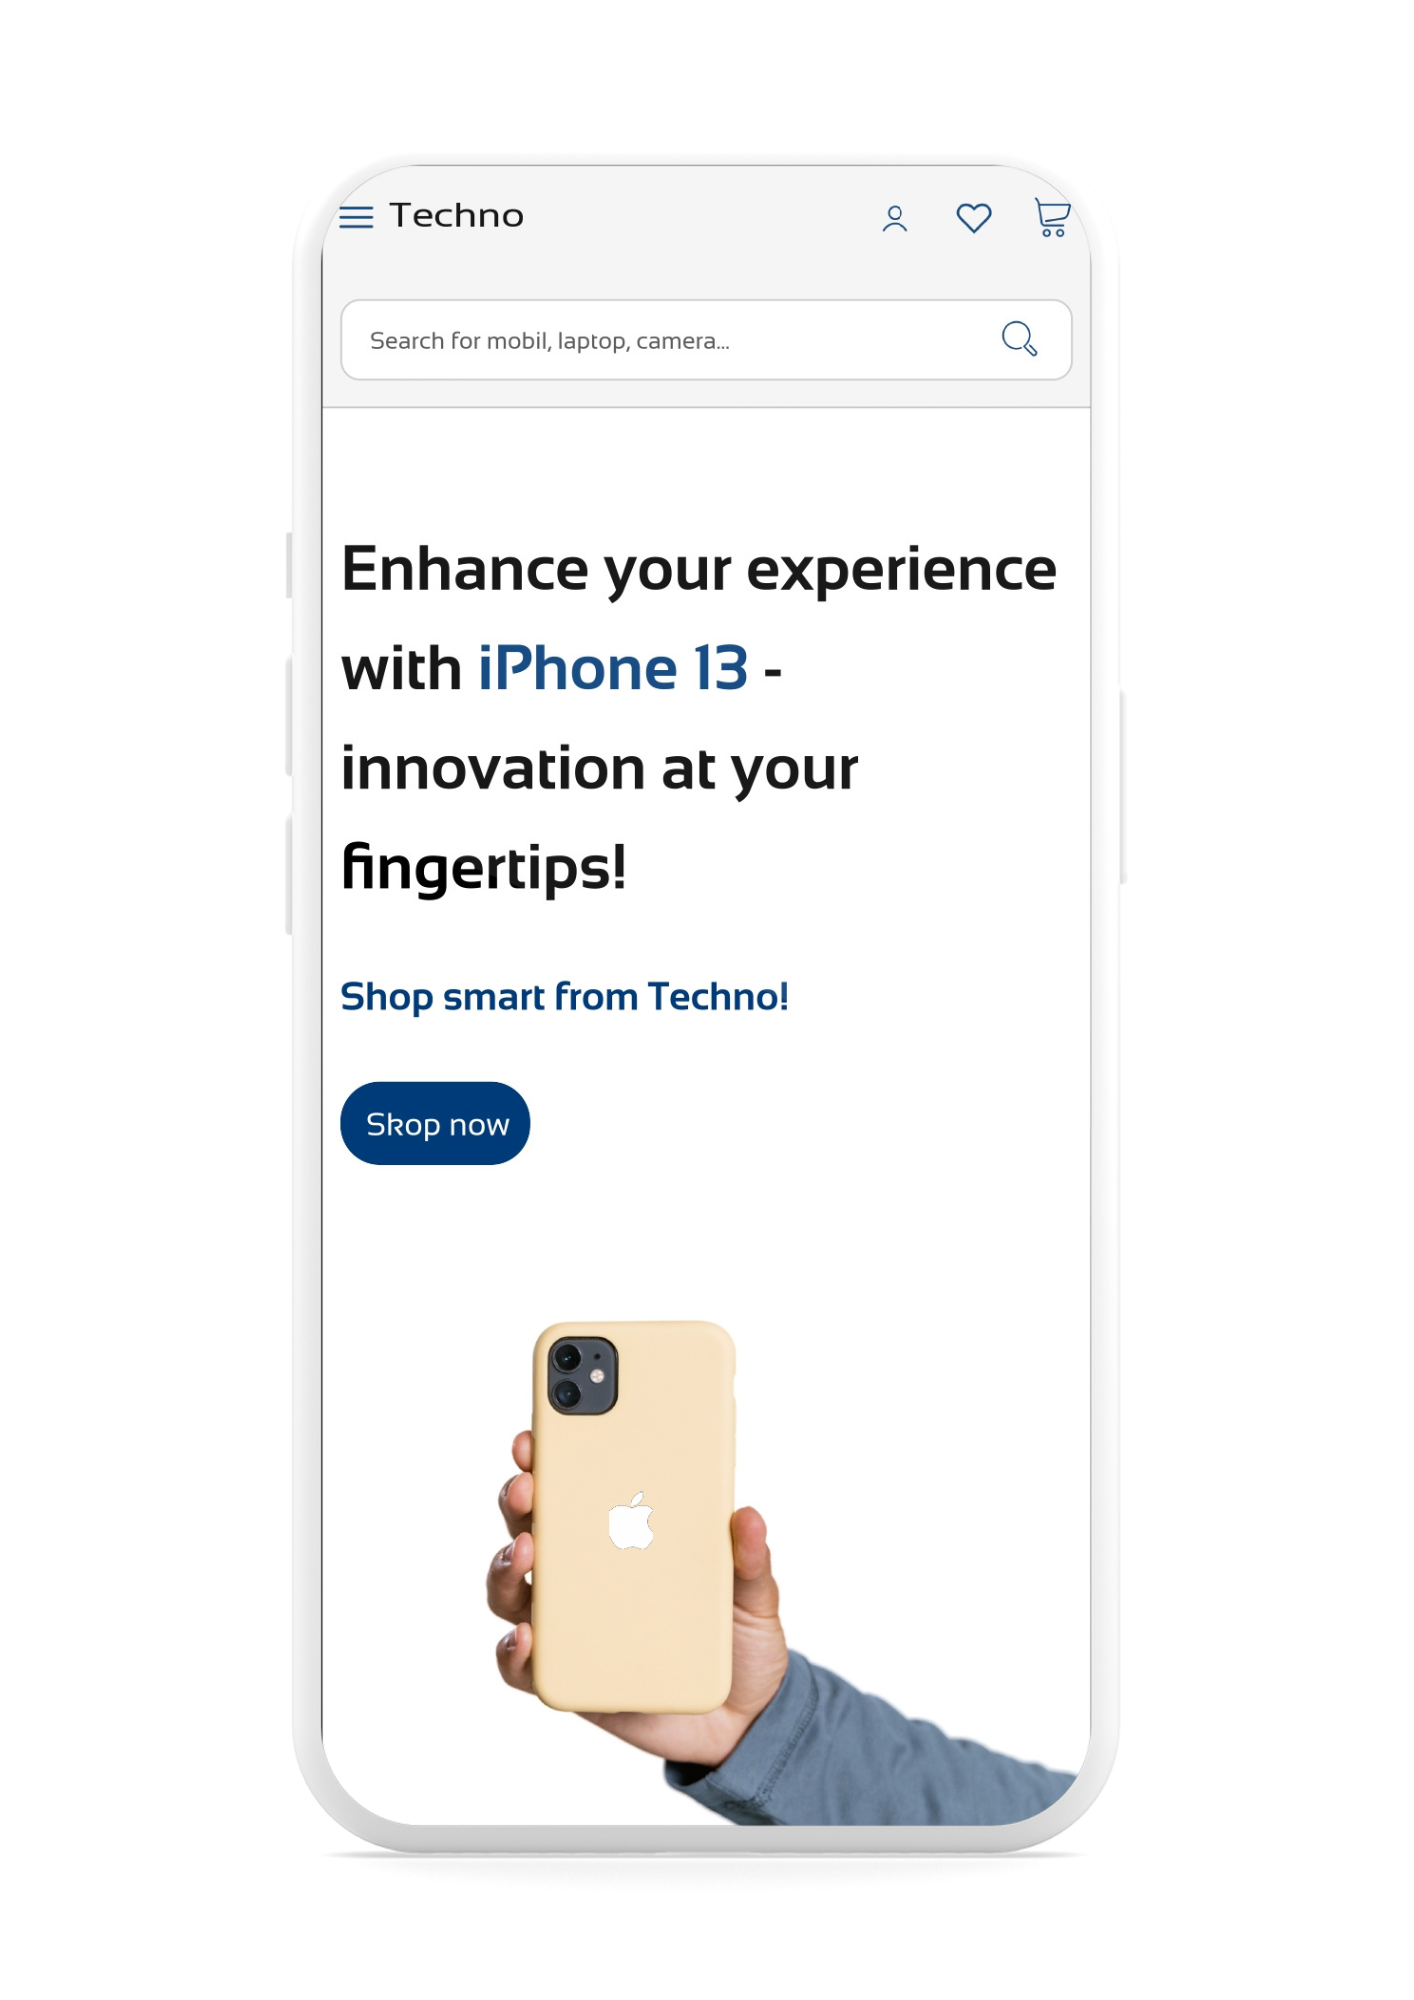 Techno
Search for mobil, laptop, camera...
Enhance your experience
with iPhone 13 -
innovation at your
fingertips!
Shop smart from Techno!
Skop now